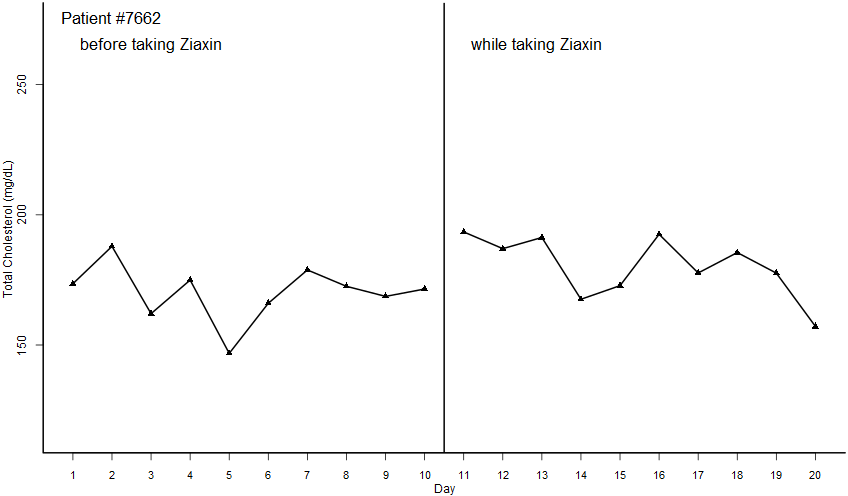 Patient #7662
before taking Ziaxin
while taking Ziaxin
Total Cholesterol (mg/dL)
250
200
150
1 2 3 4 5 6 7 8 9 10 11 12 13 14 15 16 17 18 19 20
Day